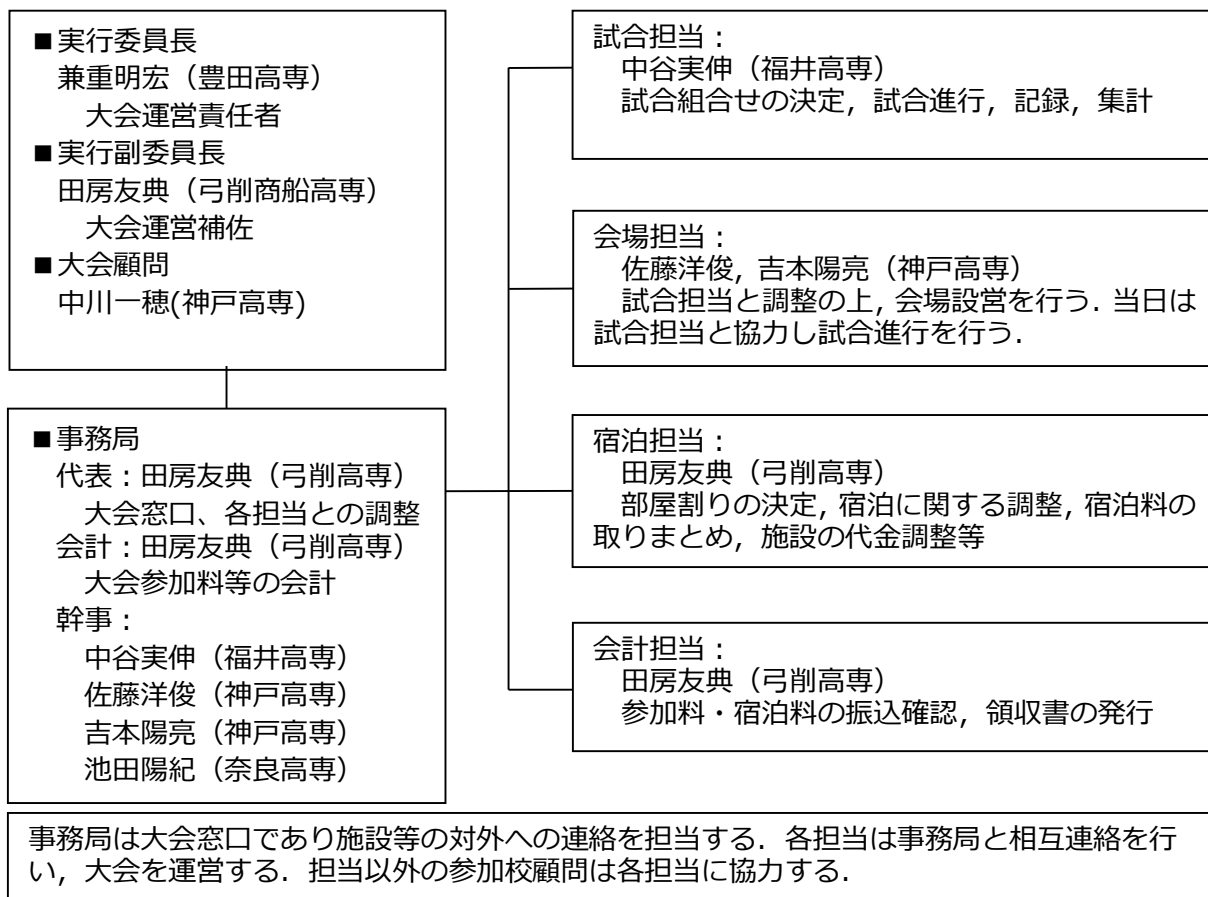 ■実行委員長
兼重明宏（豊田高専）
大会運営責任者
■実行副委員長
田房友典（弓削商船高専）
大会運営補佐
■大会顧問
中川一穂(神戸高専)
■事務局
代表：田房友典（弓削高専）
大会窓口、各担当との調整
会計：田房友典（弓削高専）
大会参加料等の会計
幹事：
中谷実伸（福井高専）
佐藤洋俊（神戸高専）
吉本陽亮（神戸高専）
池田陽紀（奈良高専）
試合担当：
中谷実伸（福井高専）
試合組合せの決定，試合進行，記録，集計
会場担当：
佐藤洋俊，吉本陽亮（神戸高専）
試合担当と調整の上，会場設営を行う．当日は
試合担当と協力し試合進行を行う．
宿泊担当：
田房友典（弓削高専）
部屋割りの決定，宿泊に関する調整，宿泊料の
取りまとめ，施設の代金調整等
会計担当：
田房友典（弓削高専）
参加料・宿泊料の振込確認，領収書の発行
事務局は大会窓口であり施設等の対外への連絡を担当する．各担当は事務局と相互連絡を行
い，大会を運営する．担当以外の参加校顧問は各担当に協力する．